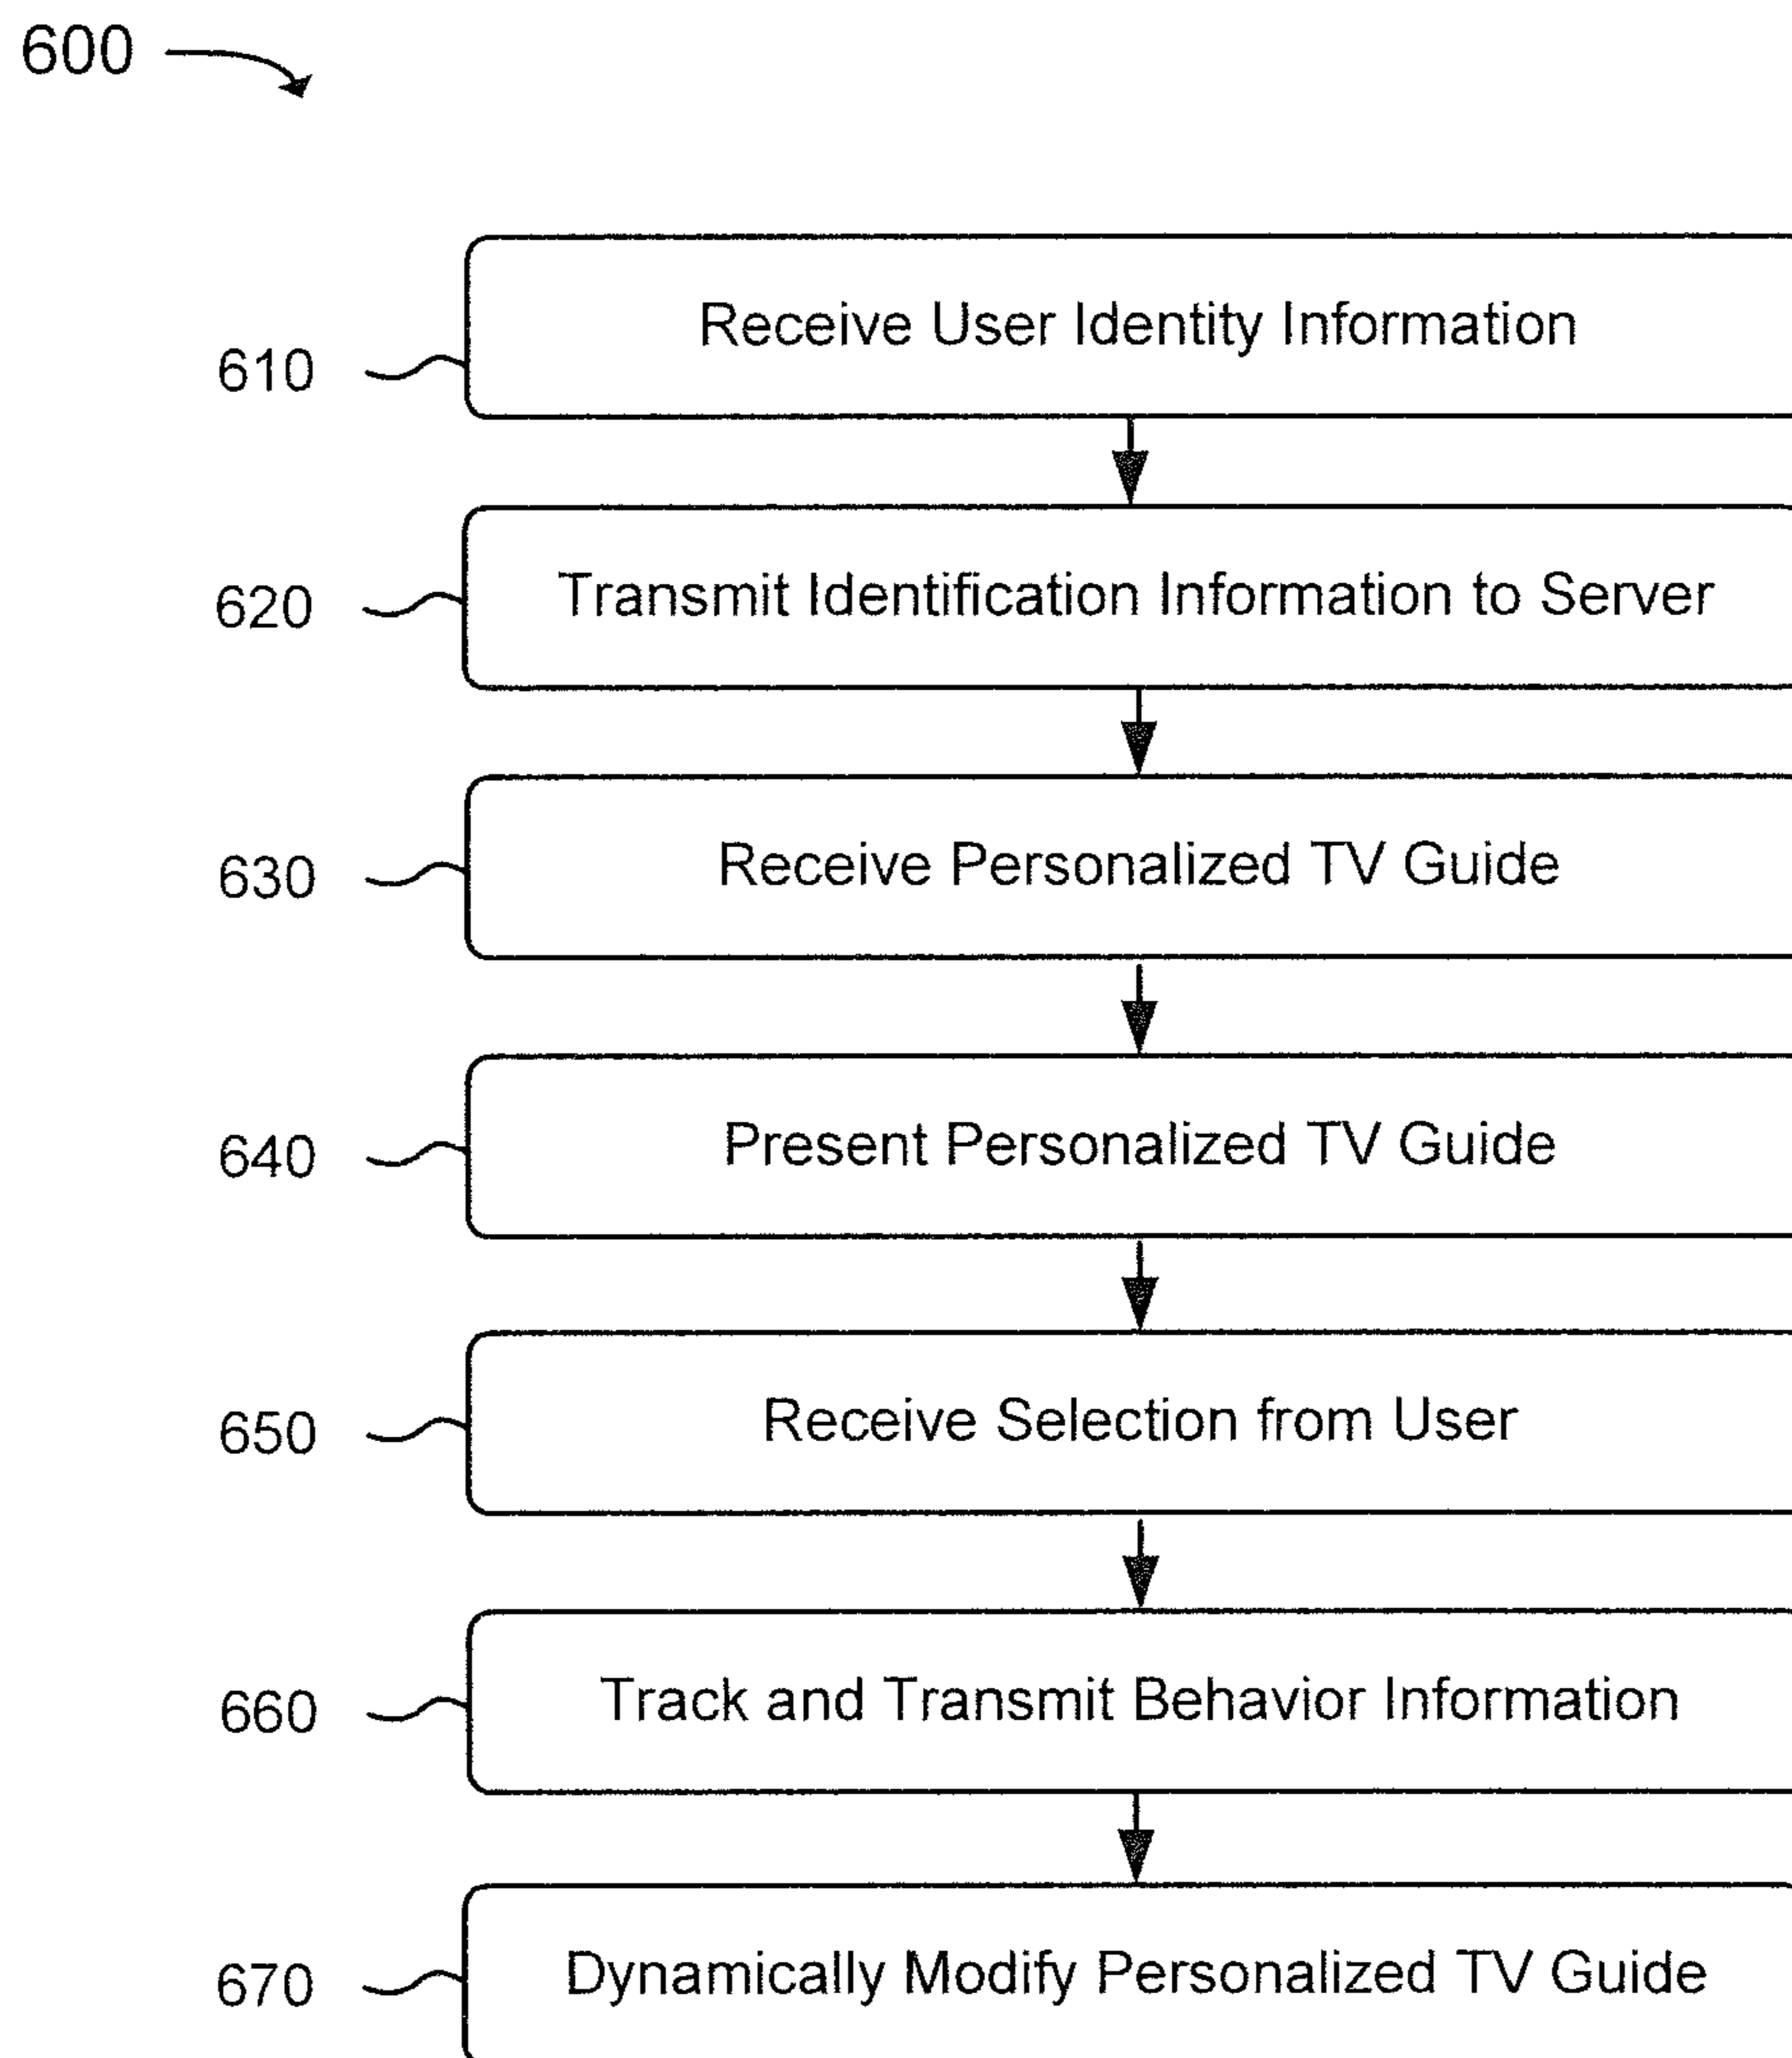 600
Receive User Identity Information
610
Transmit Identification Information to Server
620
Receive Personalized TV Guide
630
Present Personalized TV Guide
640
Receive Selection from User
650
Track and Transmit Behavior Information
660
Dynamically Modify Personalized TV Guide
670